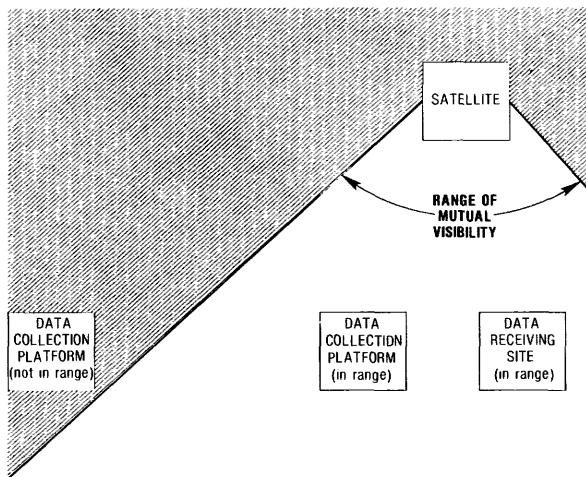 SATELLITE
RANGE OF
MUTUAL
VISIBILITY
DATA
COLLECTION
PLATFORM
(not in range)
DATA
COLLECTION
PLATFORM
(in range)
DATA
RECEIVING
SITE
(in range)